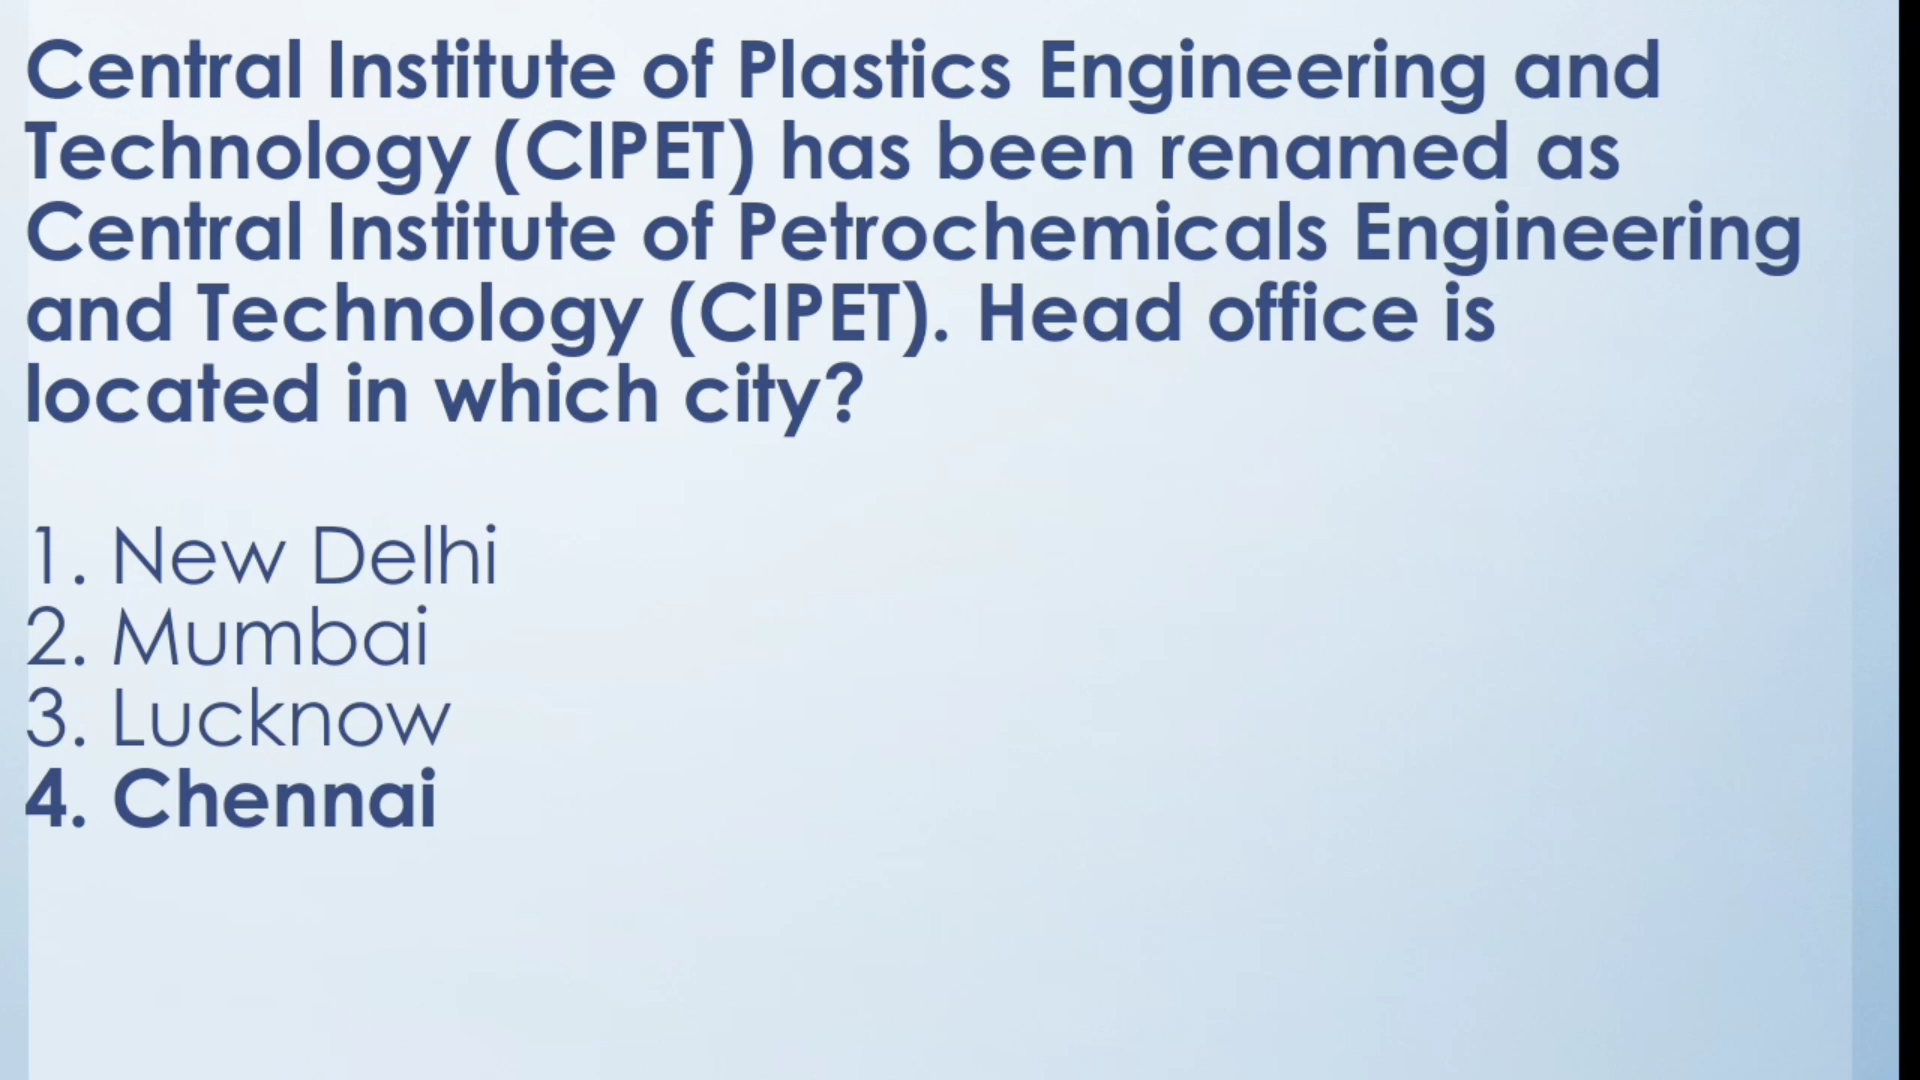 Central Institute of Plastics Engineering and
Technology (CIPET) has been renamed as
Central Institute of Petrochemicals Engineering
and Technology (CIPET). Head office is
located in which city?
1. New Delhi
2. Mumbai
3. Lucknow
4. Chennai